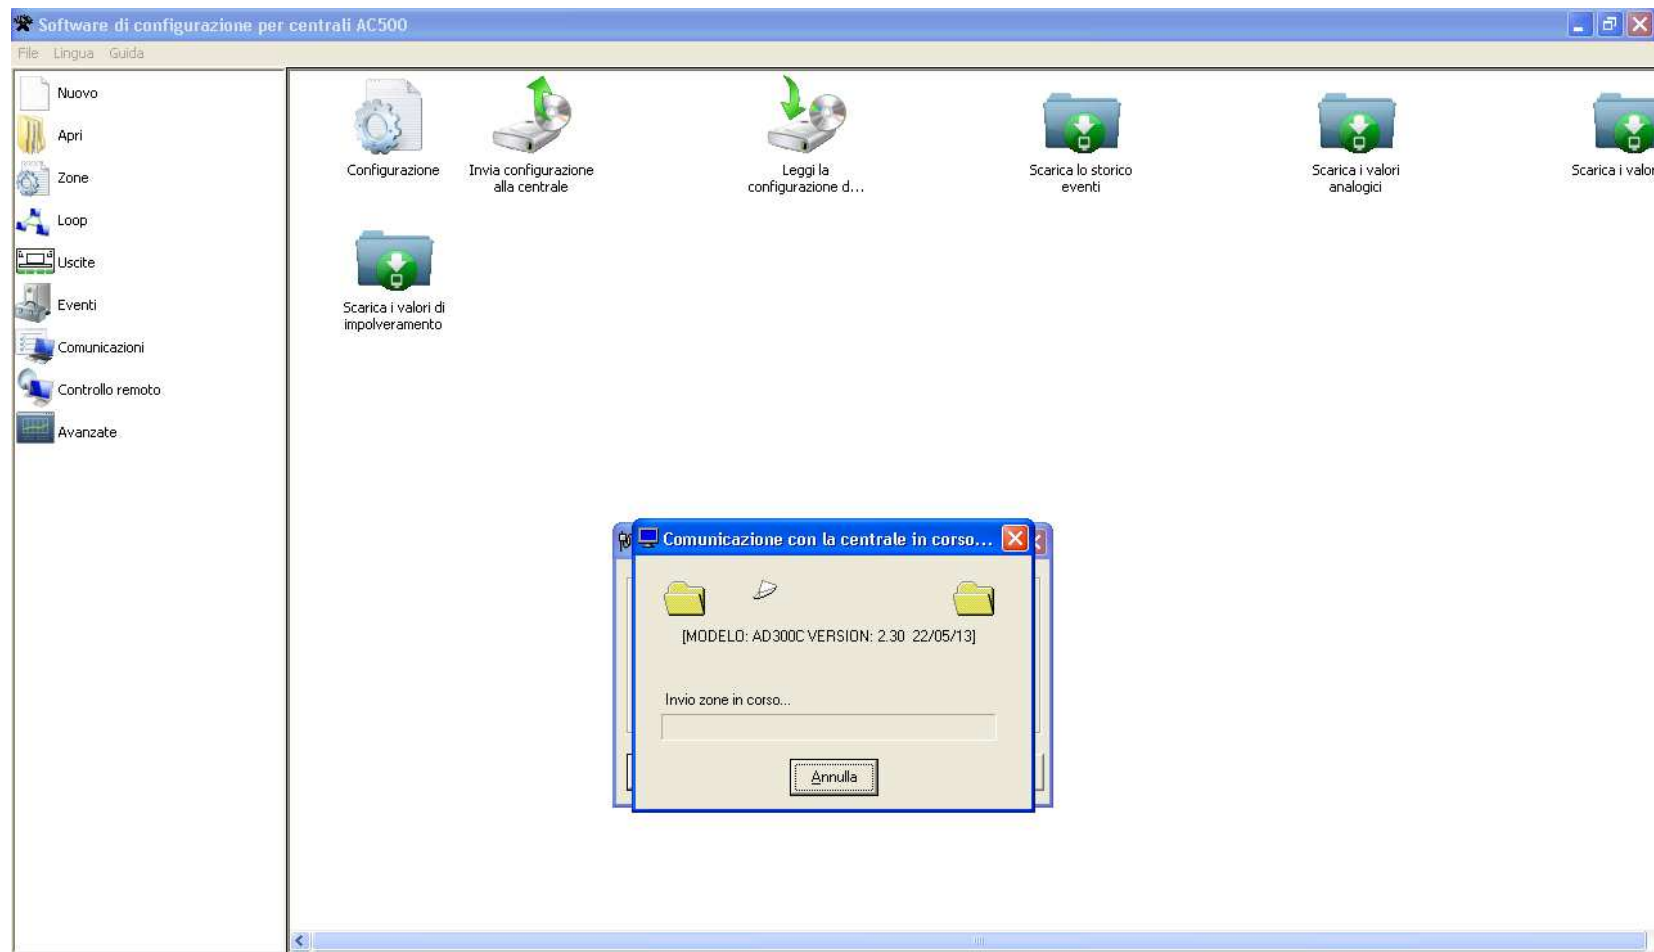 Software di configurazione per centrali AC500
File Lingua Guida
Nuovo
Apri
Zone
Loop
Uscite
Eventi
Comunicazioni
Controllo remoto
Avanzate
Configurazione
Invia configurazione
alla centrale
Leggi la
configurazione d...
Scarica lo storico
eventi
Scarica i valori
analogici
Scarica i valor
Scarica i valori di
impolveramento
Comunicazione con la centrale in corso...
[MODELO: AD300C VERSION: 2.30 22/05/13]
Invio zone in corso...
Annulla